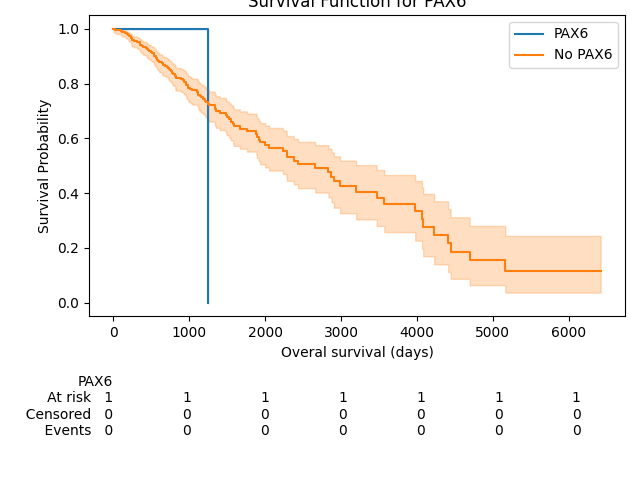 Survival Function for PAX6
PAX6
No PAX6
1.0
0.8
0.6
0.4
0.2
0.0
Survival Probability
0 1000 2000 3000 4000 5000 6000
Overal survival (days)
PAX6
At risk 1 1 1 1 1 1 1
Censored 0 0 0 0 0 0 0
Events 0 0 0 0 0 0 0